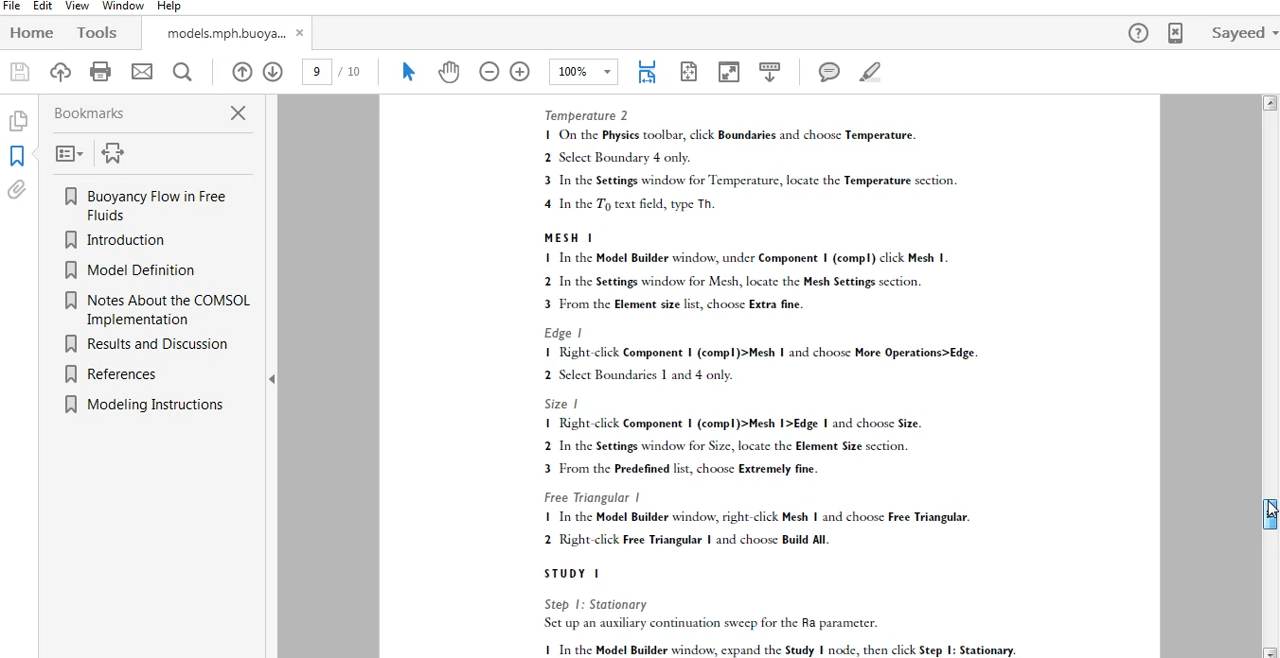 File Edit View Window Help
Home Tools models.mph.buoya... × Sayeed
9 / 10 100%
Bookmarks
Buoyancy Flow in Free
Fluids
Introduction
Model Definition
Notes About the COMSOL
Implementation
Results and Discussion
References
Modeling Instructions
Temperature 2
1 On the Physics toolbar, click Boundaries and choose Temperature.
2 Select Boundary 4 only.
3 In the Settings window for Temperature, locate the Temperature section.
4 In the T0 text field, type Th.
MESH 1
1 In the Model Builder window, under Component 1 (comp1) click Mesh 1.
2 In the Settings window for Mesh, locate the Mesh Settings section.
3 From the Element size list, choose Extra fine.
Edge 1
1 Right-click Component 1 (comp1)>Mesh 1 and choose More Operations>Edge.
2 Select Boundaries 1 and 4 only.
Size 1
1 Right-click Component 1 (comp1)>Mesh 1>Edge 1 and choose Size.
2 In the Settings window for Size, locate the Element Size section.
3 From the Predefined list, choose Extremely fine.
Free Triangular 1
1 In the Model Builder window, right-click Mesh 1 and choose Free Triangular.
2 Right-click Free Triangular 1 and choose Build All.
STUDY 1
Step 1: Stationary
Set up an auxiliary continuation sweep for the Ra parameter.
1 In the Model Builder window, expand the Study 1 node, then click Step 1: Stationary.